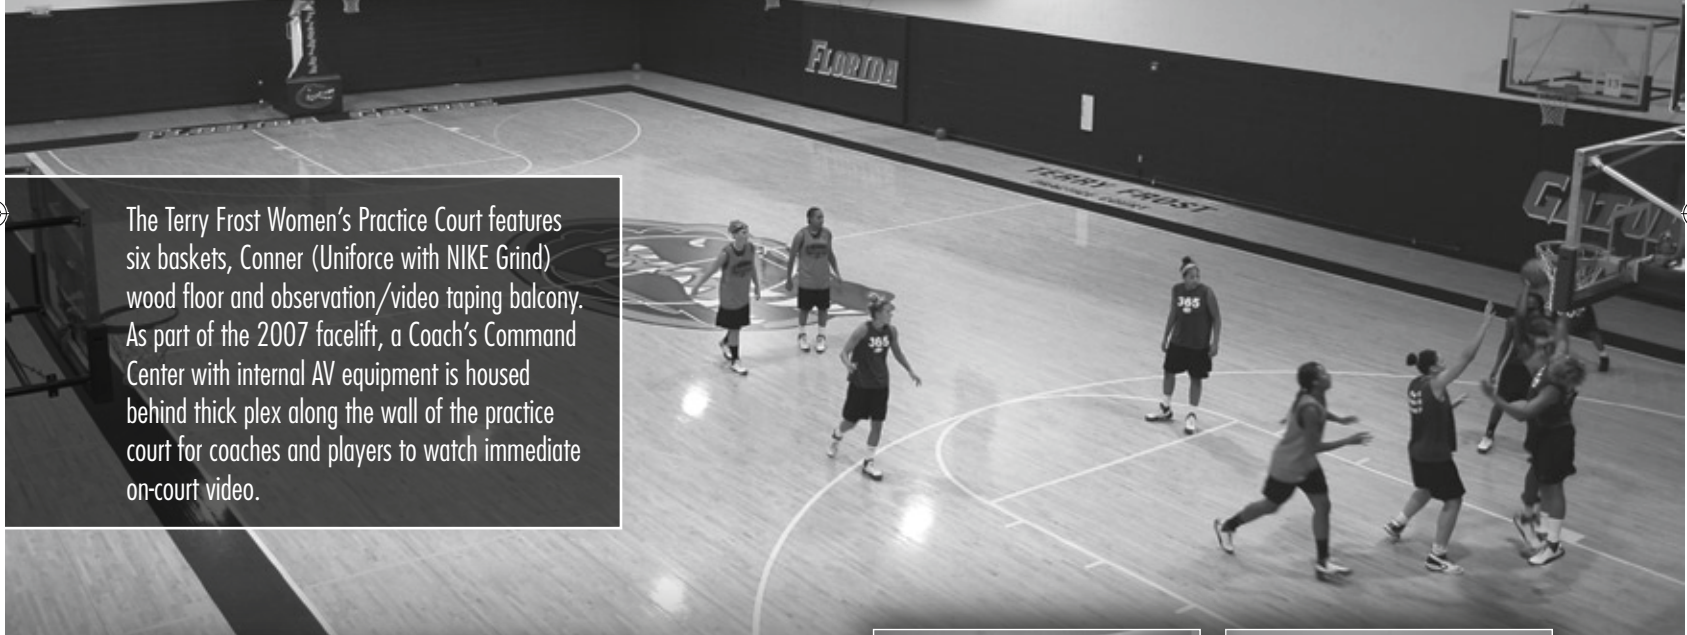 FLORIDA
TERRY FROST
PRACTICE COURT
GATO
The Terry Frost Women’s Practice Court features
six baskets, Conner (Uniforce with NIKE Grind)
wood floor and observation/video taping balcony.
As part of the 2007 facelift, a Coach’s Command
Center with internal AV equipment is housed
behind thick plex along the wall of the practice
court for coaches and players to watch immediate
on-court video.
365
365